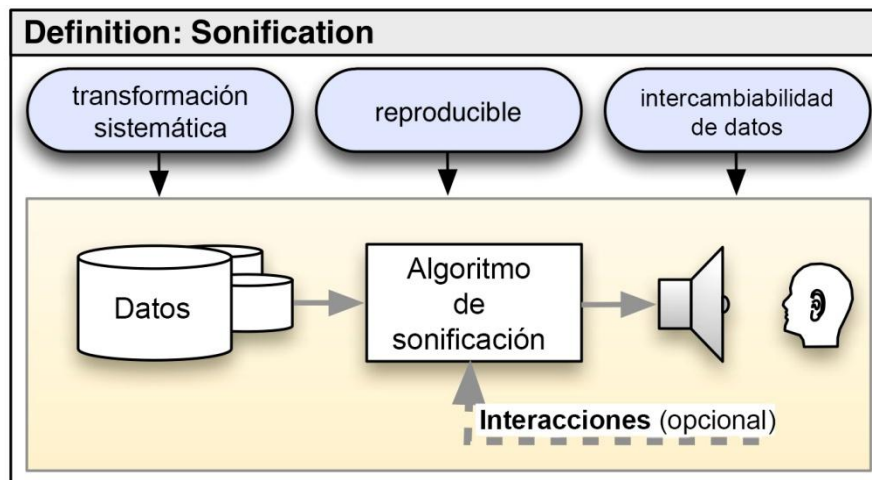 Definition: Sonification
transformación
sistemática
reproducible
intercambiabilidad
de datos
Datos
Algoritmo
de
sonificación
Interacciones (opcional)